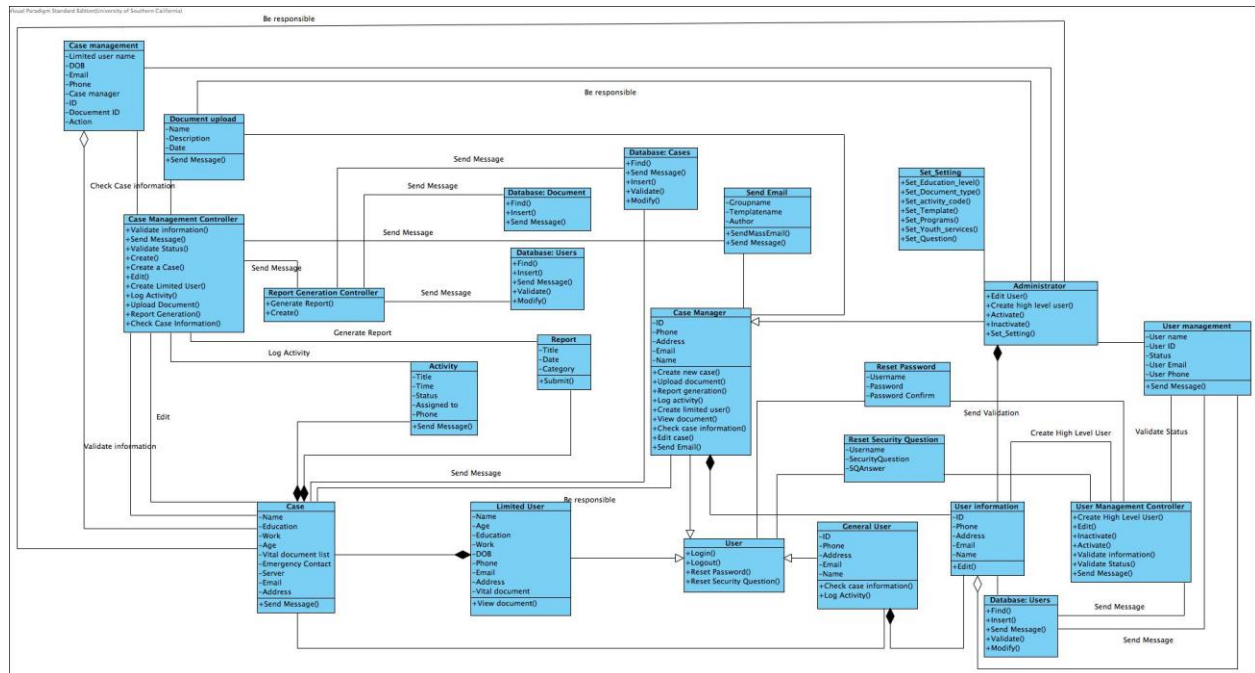 Visual Paradigm Standard Edition(University of Southern California)
Be responsible
Case management
-Limited user name
-DOB
-Email
-Phone
-Case manager
-ID
-Docuement ID
-Action
Be responsible
Document upload
-Name
-Description
-Date
+Send Message()
Check Case information
Send Message
Database: Cases
+Find()
+Send Message()
+Insert()
+Validate()
+Modify()
Send Message
Database: Document
+Find()
+Insert()
+Send Message()
Send Email
-Groupname
-Templatename
-Author
+SendMassEmail()
+Send Message()
Set_Setting
+Set_Education_level()
+Set_Document_type()
+Set_activity_code()
+Set_Template()
+Set_Programs()
+Set_Youth_services()
+Set_Question()
Case Management Controller
+Validate information()
+Send Message()
+Validate Status()
+Create()
+Create a Case()
+Edit()
+Create Limited User()
+Log Activity()
+Upload Document()
+Report Generation()
+Check Case Information()
Send Message
Send Message
Database: Users
+Find()
+Insert()
+Send Message()
+Validate()
+Modify()
Report Generation Controller
+Generate Report()
+Create()
Send Message
Administrator
+Edit User()
+Create high level user()
+Activate()
+Inactivate()
+Set_Setting()
Case Manager
-ID
-Phone
-Address
-Email
-Name
+Create new case()
+Upload document()
+Report generation()
+Log activity()
+Create limited user()
+View document()
+Check case information()
+Edit case()
+Send Email()
User management
-User name
-User ID
-Status
-User Email
-User Phone
+Send Message()
Generate Report
Report
-Title
-Date
-Category
+Submit()
Log Activity
Activity
-Title
-Time
-Status
-Assigned to
-Phone
+Send Message()
Reset Password
-Username
-Password
-Password Confirm
Send Validation
Edit
Validate information
Create High Level User
Validate Status
Reset Security Question
-Username
-SecurityQuestion
-SQAnswer
Send Message
Be responsible
Case
-Name
-Education
-Work
-Age
-Vital document list
-Emergency Contact
-Server
-Email
-Address
+Send Message()
Limited User
-Name
-Age
-Education
-Work
-DOB
-Phone
-Email
-Address
-Vital document
+View document()
User
+Login()
+Logout()
+Reset Password()
+Reset Security Question()
General User
-ID
-Phone
-Address
-Email
-Name
+Check case information()
+Log Activity()
User information
-ID
-Phone
-Address
-Email
-Name
+Edit()
User Management Controller
+Create High Level User()
+Edit()
+Inactivate()
+Activate()
+Validate information()
+Validate Status()
+Send Message()
Database: Users
+Find()
+Insert()
+Send Message()
+Validate()
+Modify()
Send Message
Send Message